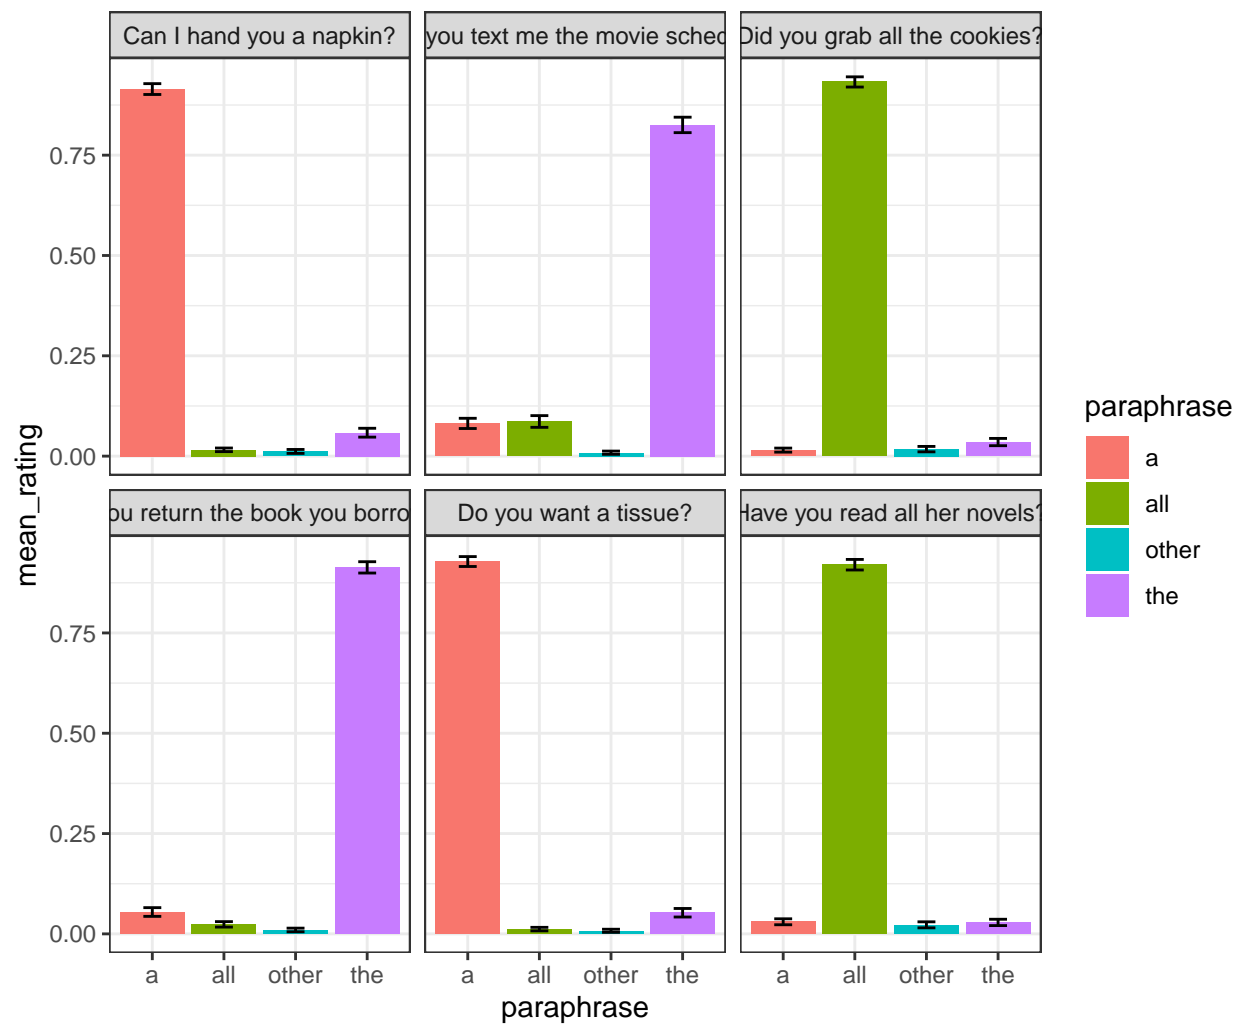 Can I hand you a napkin?
you text me the movie sched
Did you grab all the cookies?
0.75
0.50
0.25
0.00
mean_rating
you return the book you borro
Do you want a tissue?
Have you read all her novels?
0.75
0.50
0.25
0.00
a all other the
a all other the
a all other the
paraphrase
paraphrase
a
all
other
the